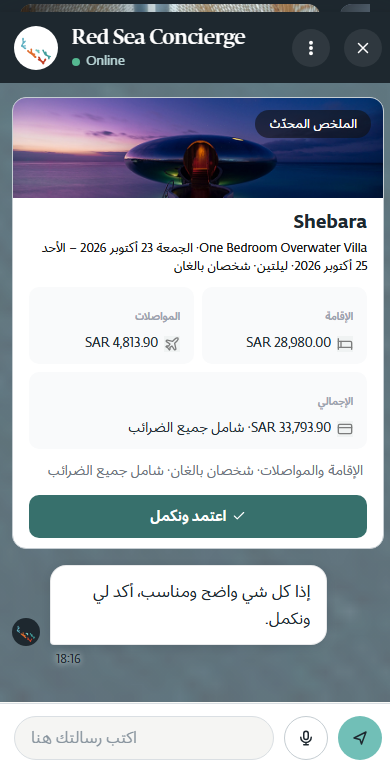 Red Sea Concierge
Online
الملخص المحدّث
Shebara
One Bedroom Overwater Villa· الجمعة 23 أكتوبر 2026 – الأحد
25 أكتوبر 2026· ليلتين· شخصان بالغان
الإقامة
SAR 28,980.00
المواصلات
SAR 4,813.90
الإجمالي
SAR 33,793.90· شامل جميع الضرائب
الإقامة والمواصلات· شخصان بالغان· شامل جميع الضرائب
اعتمد ونكمل
إذا كل شي واضح ومناسب، أكد لي
ونكمل.
18:16
اكتب رسالتك هنا